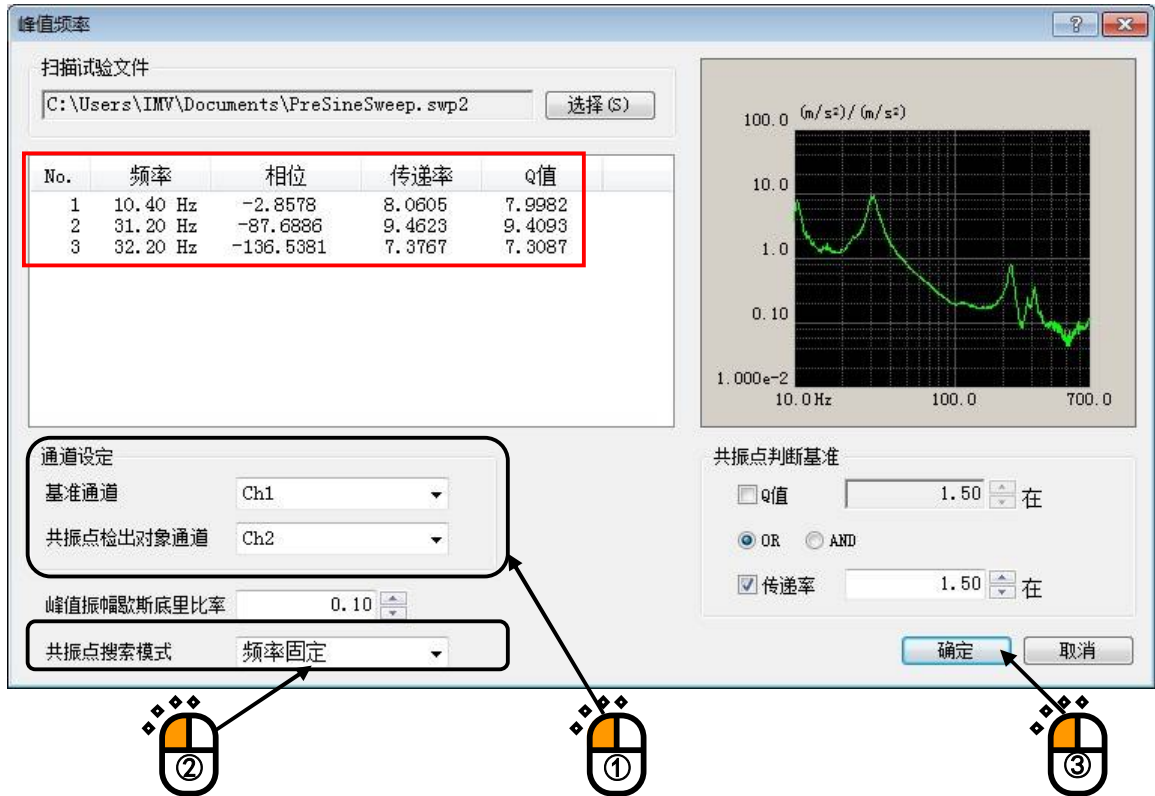 峰值频率
扫描试验文件
C:\Users\IMV\Documents\PreSineSweep.swp2 选择(S)
No. 频率 相位 传递率 Q值
1 10.40 Hz -2.8578 8.0605 7.9982
2 31.20 Hz -87.6886 9.4623 9.4093
3 32.20 Hz -136.5381 7.3767 7.3087
100.0 (m/s²)/(m/s²)
10.0
1.0
0.10
1.000e-2
10.0Hz 100.0 700.0
通道设定
基准通道 Ch1
共振点检出对象通道 Ch2
峰值振幅歇斯底里比率 0.10
共振点搜索模式 频率固定
共振点判断基准
Q值 1.50 在
OR AND
传递率 1.50 在
确定 取消
② ① ③